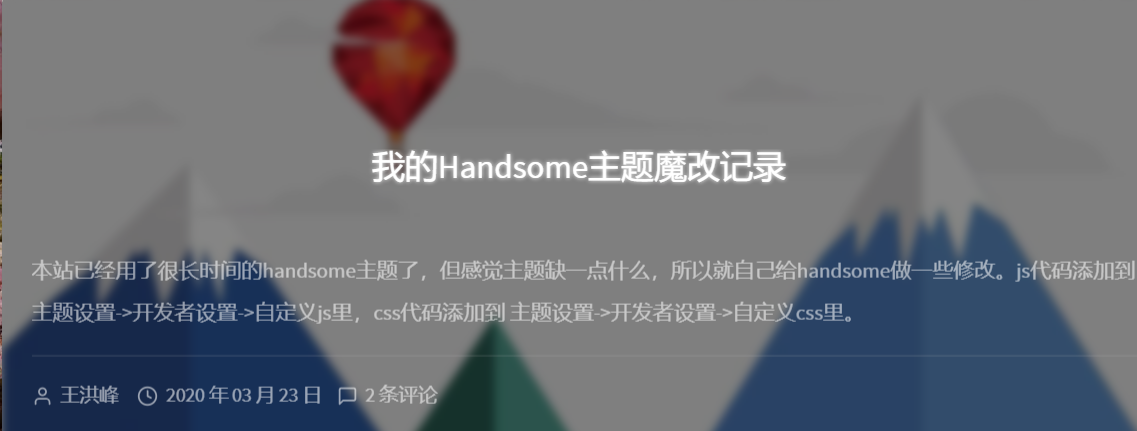 我的Handsome主题魔改记录
本站已经用了很长时间的handsome主题了，但感觉主题缺一点什么，所以就自己给handsome做一些修改。js代码添加到
主题设置->开发者设置->自定义js里，css代码添加到 主题设置->开发者设置->自定义css里。
王洪峰 2020 年 03 月 23 日 2 条评论